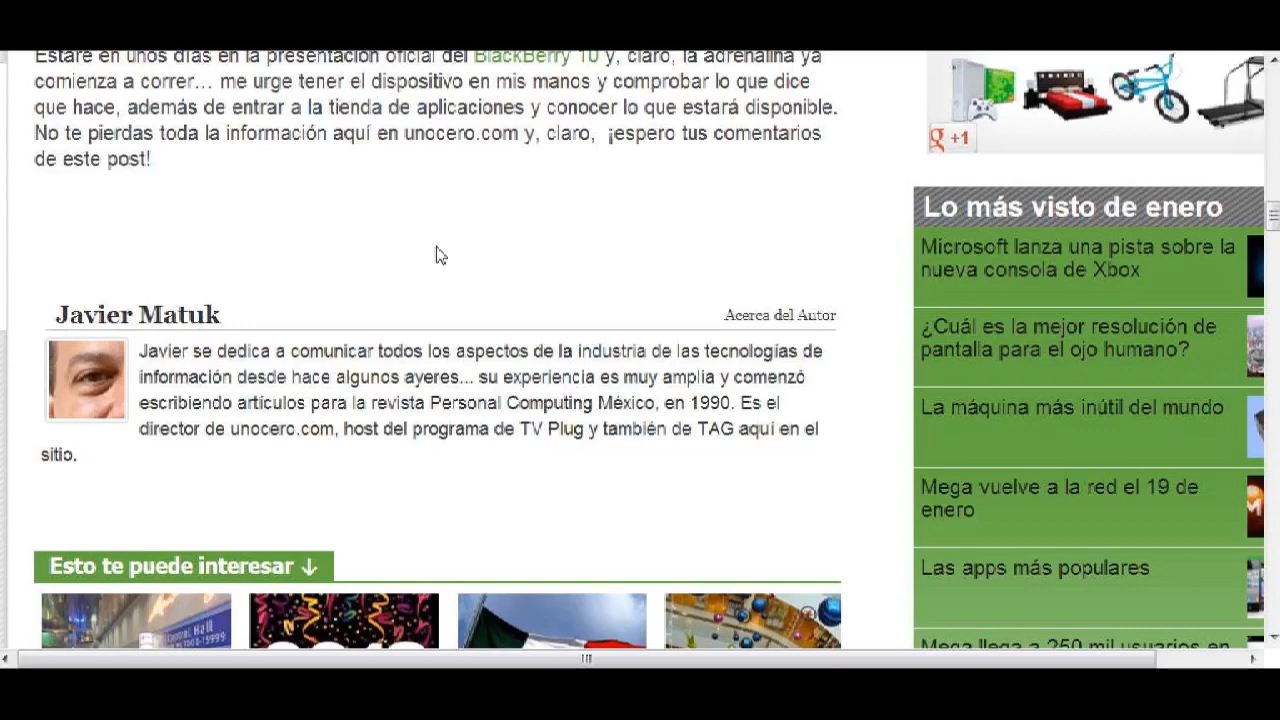 Estaré en unos días en la presentación oficial del BlackBerry 10 y, claro, la adrenalina ya
comienza a correr... me urge tener el dispositivo en mis manos y comprobar lo que dice
que hace, además de entrar a la tienda de aplicaciones y conocer lo que estará disponible.
No te pierdas toda la información aquí en unocero.com y, claro, ¡espero tus comentarios
de este post!
Javier Matuk
Acerca del Autor
Javier se dedica a comunicar todos los aspectos de la industria de las tecnologías de
información desde hace algunos ayeres... su experiencia es muy amplia y comenzó
escribiendo artículos para la revista Personal Computing México, en 1990. Es el
director de unocero.com, host del programa de TV Plug y también de TAG aquí en el
sitio.
Esto te puede interesar ↓
g +1
Lo más visto de enero
Microsoft lanza una pista sobre la
nueva consola de Xbox
¿Cuál es la mejor resolución de
pantalla para el ojo humano?
La máquina más inútil del mundo
Mega vuelve a la red el 19 de
enero
Las apps más populares
Mega llega a 250 mil usuarios en